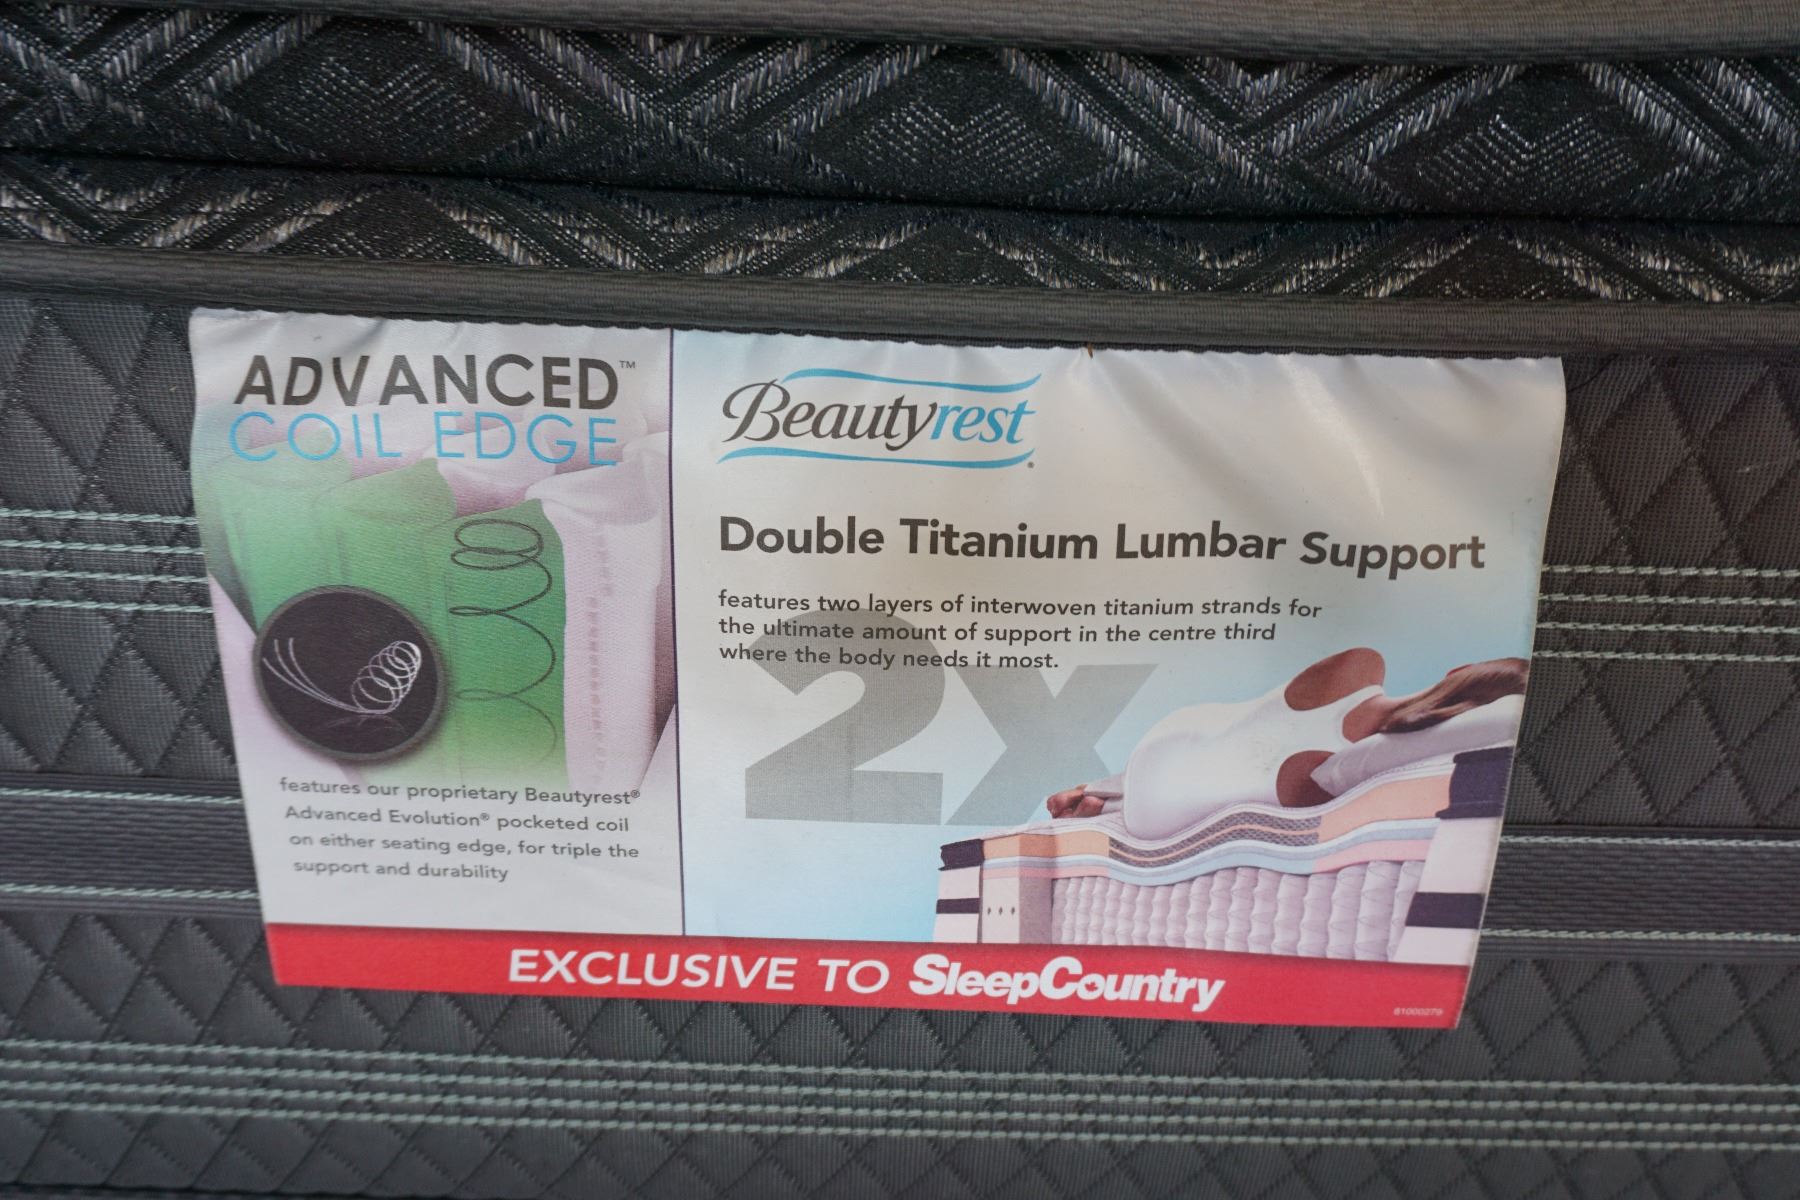 ADVANCED™
COIL EDGE
features our proprietary Beautyrest®
Advanced Evolution® pocketed coil
on either seating edge, for triple the
support and durability
Beautyrest®
Double Titanium Lumbar Support
features two layers of interwoven titanium strands for
the ultimate amount of support in the centre third
where the body needs it most.
2x
EXCLUSIVE TO SleepCountry
81000279